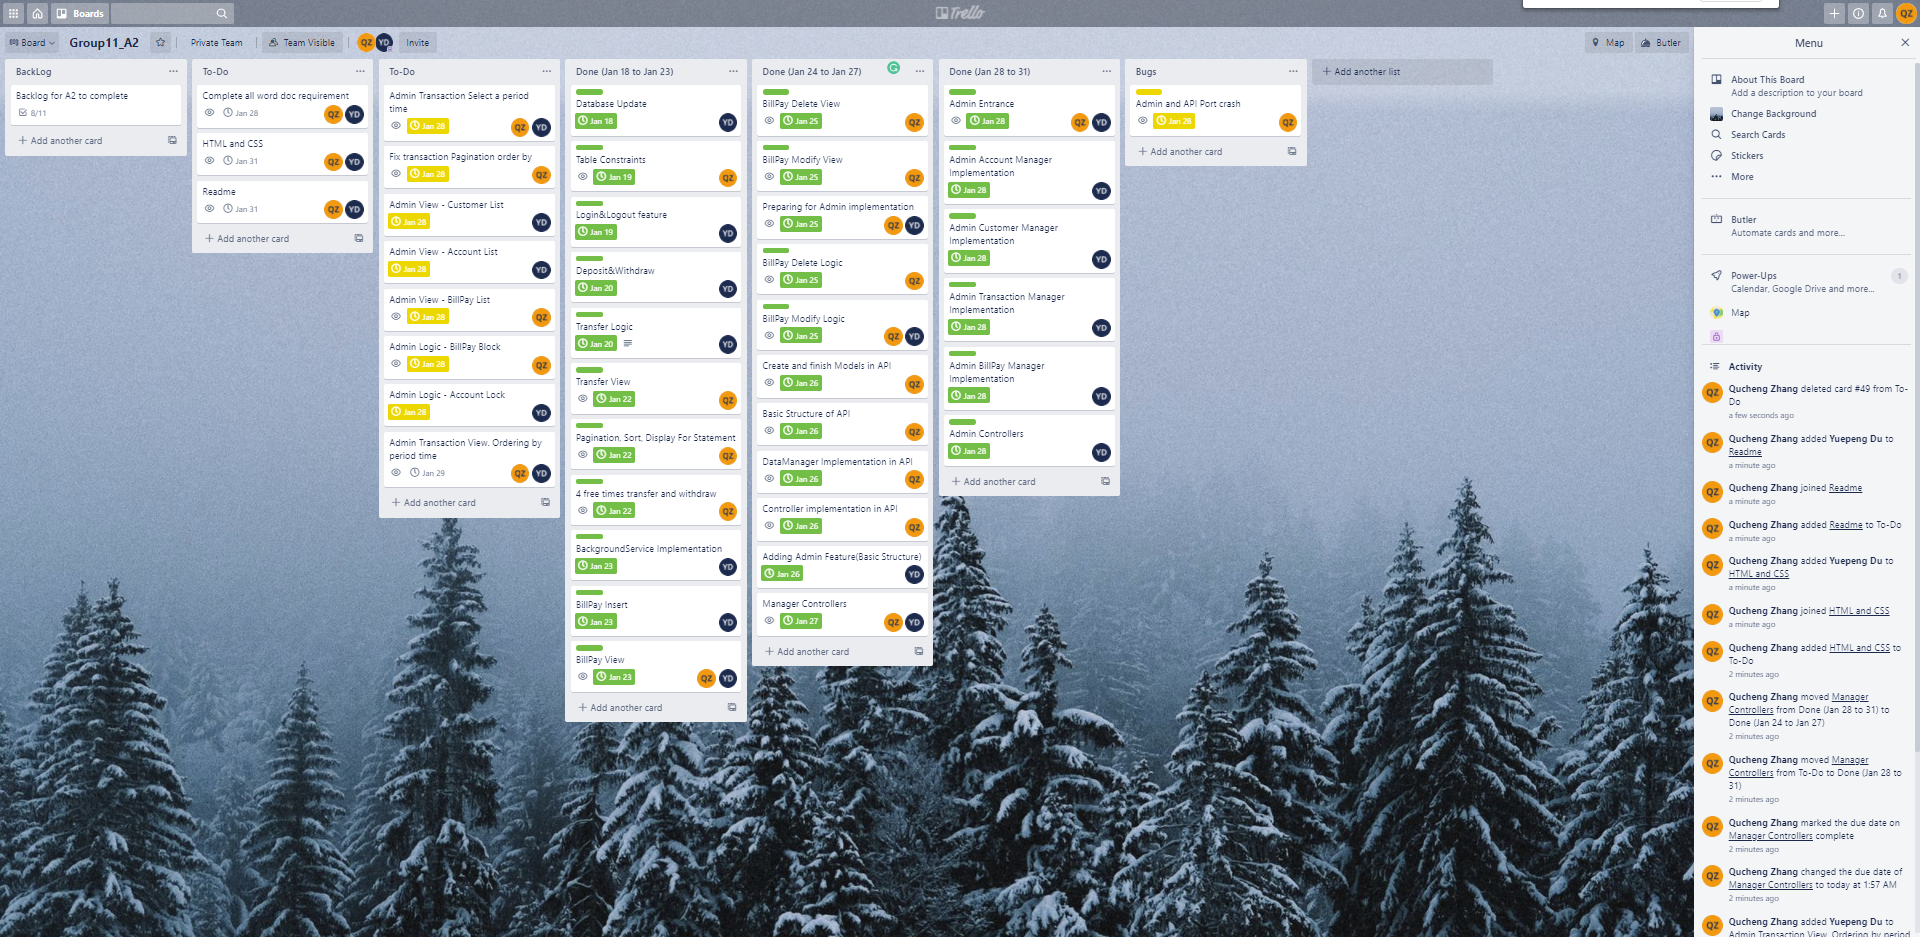 Boards
Trello
QZ
Board
Group11_A2
Private Team
Team Visible
QZ
YD
Invite
Map
Butler
BackLog
Backlog for A2 to complete
8/11
Add another card
To-Do
Complete all word doc requirement
Jan 28
QZ
YD
HTML and CSS
Jan 31
QZ
YD
Readme
Jan 31
QZ
YD
Add another card
To-Do
Admin Transaction Select a period
time
Jan 28
QZ
YD
Fix transaction Pagination order by
Jan 28
QZ
Admin View - Customer List
Jan 28
YD
Admin View - Account List
Jan 28
YD
Admin View - BillPay List
Jan 28
QZ
Admin Logic - BillPay Block
Jan 28
QZ
Admin Logic - Account Lock
Jan 28
YD
Admin Transaction View. Ordering by
period time
Jan 29
QZ
YD
Add another card
Done (Jan 18 to Jan 23)
Database Update
Jan 18
YD
Table Constraints
Jan 19
QZ
Login&Logout feature
Jan 19
YD
Deposit&Withdraw
Jan 20
YD
Transfer Logic
Jan 20
YD
Transfer View
Jan 22
QZ
Pagination, Sort, Display For Statement
Jan 22
QZ
4 free times transfer and withdraw
Jan 22
QZ
BackgroundService Implementation
Jan 23
YD
BillPay Insert
Jan 23
YD
BillPay View
Jan 23
QZ
YD
Add another card
Done (Jan 24 to Jan 27)
BillPay Delete View
Jan 25
QZ
BillPay Modify View
Jan 25
QZ
Preparing for Admin implementation
Jan 25
QZ
YD
BillPay Delete Logic
Jan 25
QZ
BillPay Modify Logic
Jan 25
QZ
YD
Create and finish Models in API
Jan 26
QZ
Basic Structure of API
Jan 26
QZ
DataManager Implementation in API
Jan 26
QZ
Controller implementation in API
Jan 26
QZ
Adding Admin Feature(Basic Structure)
Jan 26
YD
Manager Controllers
Jan 27
QZ
YD
Add another card
Done (Jan 28 to 31)
Admin Entrance
Jan 28
QZ
YD
Admin Account Manager
Implementation
Jan 28
YD
Admin Customer Manager
Implementation
Jan 28
YD
Admin Transaction Manager
Implementation
Jan 28
YD
Admin BillPay Manager
Implementation
Jan 28
YD
Admin Controllers
Jan 28
YD
Add another card
Bugs
Admin and API Port crash
Jan 28
QZ
Add another card
Add another list
Menu
About This Board
Add a description to your board
Change Background
Search Cards
Stickers
More
Butler
Automate cards and more...
Power-Ups
1
Calendar, Google Drive and more...
Map
Activity
QZ
Qucheng Zhang deleted card #49 from To-
Do
a few seconds ago
QZ
Qucheng Zhang added Yuepeng Du to
Readme
a minute ago
QZ
Qucheng Zhang joined Readme
a minute ago
QZ
Qucheng Zhang added Readme to To-Do
a minute ago
QZ
Qucheng Zhang added Yuepeng Du to
HTML and CSS
a minute ago
QZ
Qucheng Zhang joined HTML and CSS
a minute ago
QZ
Qucheng Zhang added HTML and CSS to
To-Do
2 minutes ago
QZ
Qucheng Zhang moved Manager
Controllers from Done (Jan 28 to 31) to
Done (Jan 24 to Jan 27)
2 minutes ago
QZ
Qucheng Zhang moved Manager
Controllers from To-Do to Done (Jan 28 to
31)
2 minutes ago
QZ
Qucheng Zhang marked the due date on
Manager Controllers complete
2 minutes ago
QZ
Qucheng Zhang changed the due date of
Manager Controllers to today at 1:57 AM
2 minutes ago
QZ
Qucheng Zhang added Yuepeng Du to
Admin Transaction View. Ordering by period